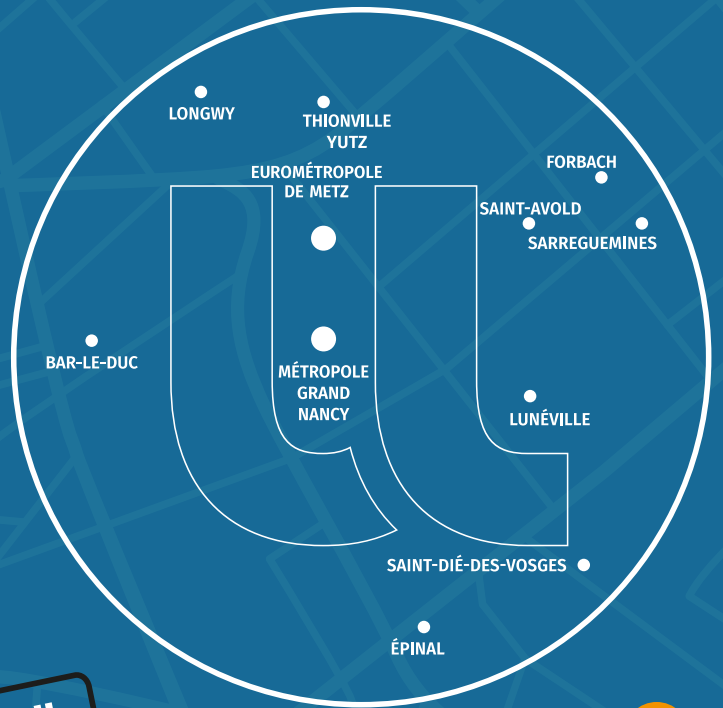 LONGWY
THIONVILLE
YUTZ
EUROMÉTROPOLE
DE METZ
FORBACH
SAINT-AVOLD
SARREGUEMINES
BAR-LE-DUC
MÉTROPOLE
GRAND
NANCY
LUNÉVILLE
SAINT-DIÉ-DES-VOSGES
ÉPINAL